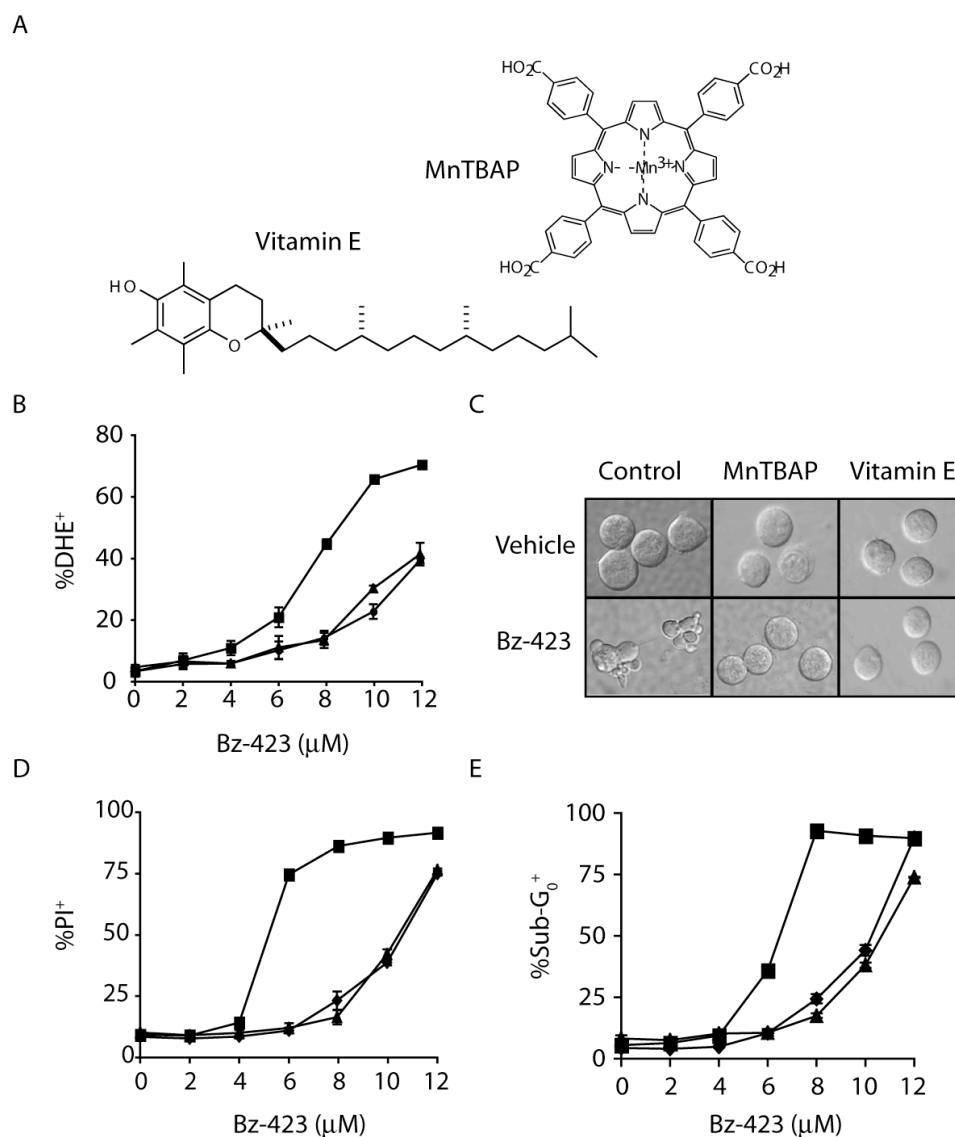 A
HO₂C
CO₂H
N
N-
-Mn³⁺
N
N
MnTBAP
HO₂C
CO₂H
Vitamin E
HO
O
B
80
60
40
20
0
%DHE⁺
0 2 4 6 8 10 12
Bz-423 (μM)
C
Control MnTBAP Vitamin E
Vehicle
Bz-423
D
100
75
50
25
0
%PI⁺
0 2 4 6 8 10 12
Bz-423 (μM)
E
100
75
50
25
0
%Sub-G₀⁺
0 2 4 6 8 10 12
Bz-423 (μM)